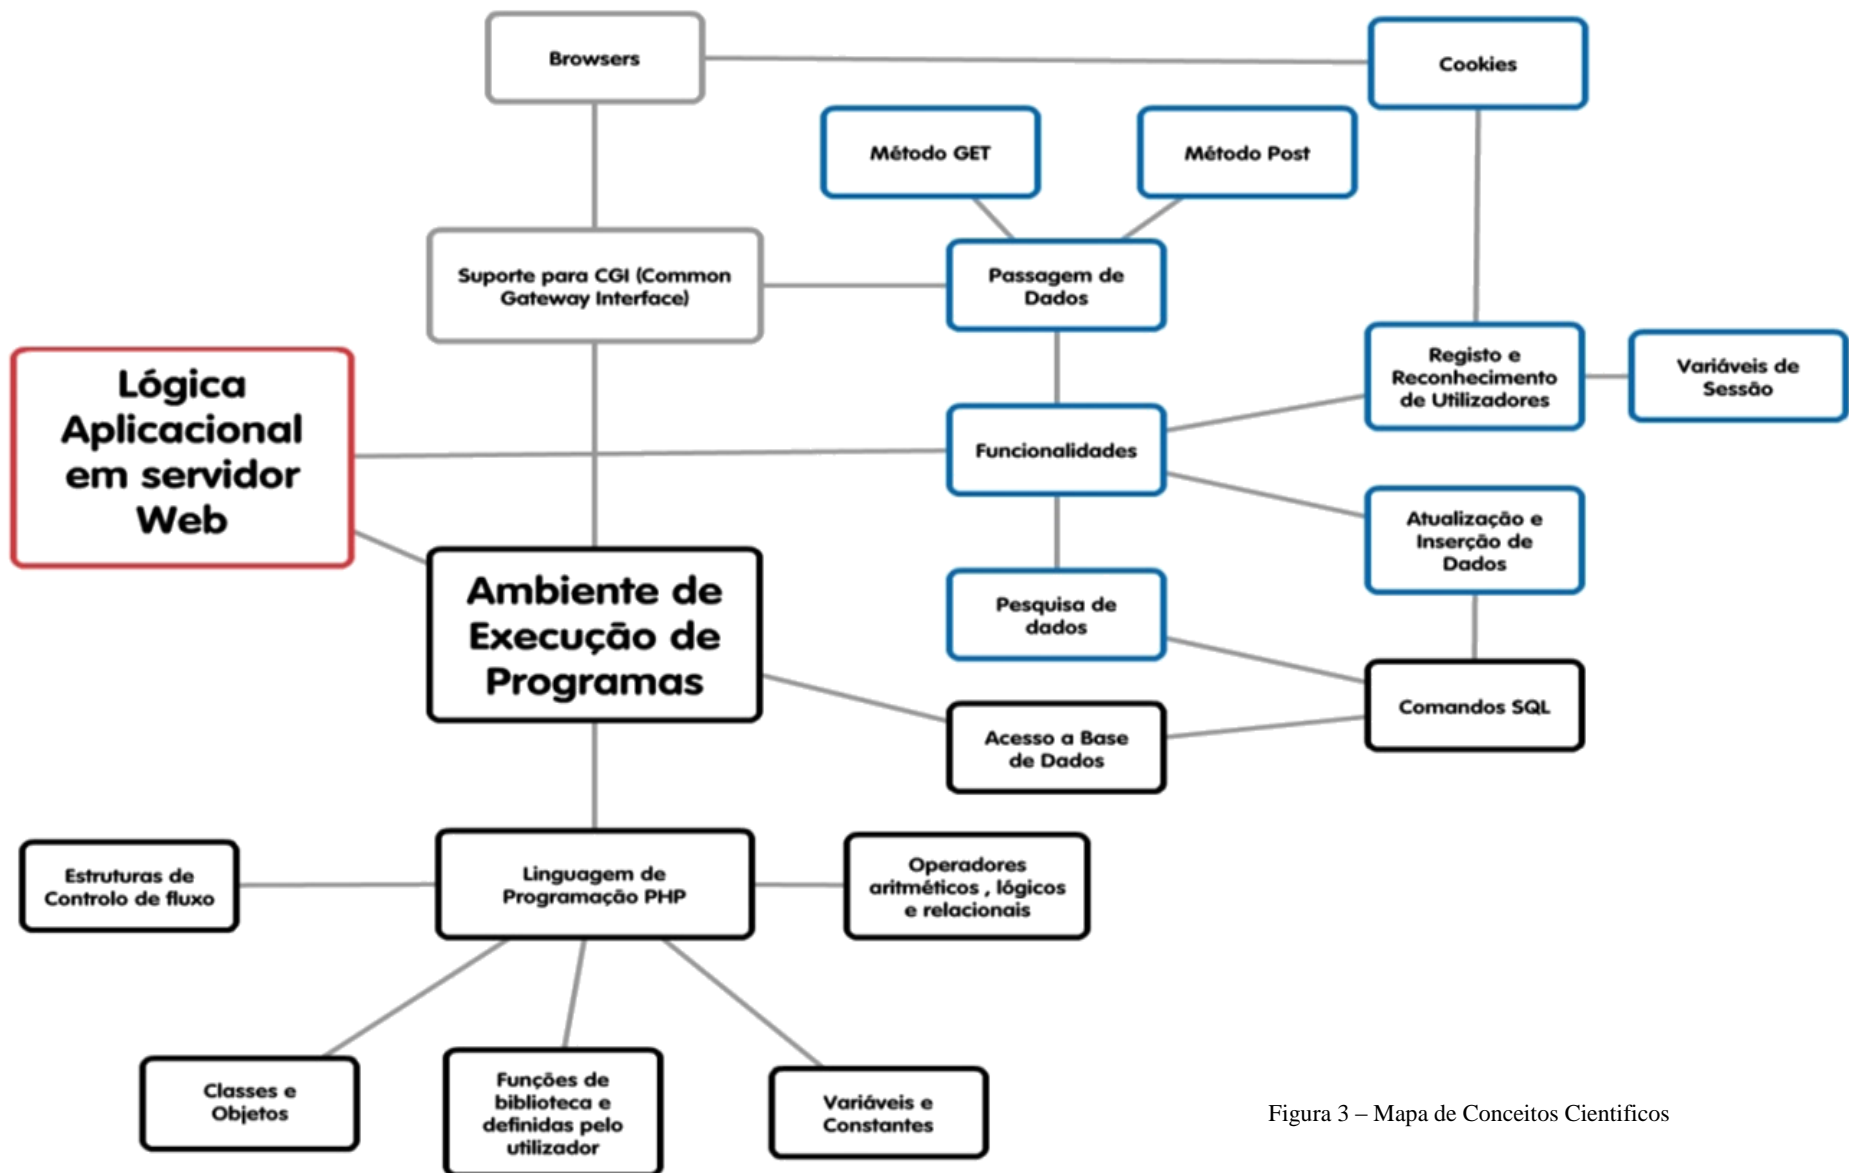 Browsers
Cookies
Método GET
Método Post
Suporte para CGI (Common
Gateway Interface)
Passagem de
Dados
Lógica
Aplicacional
em servidor
Web
Registo e
Reconhecimento
de Utilizadores
Variáveis de
Sessão
Funcionalidades
Atualização e
Inserção de
Dados
Ambiente de
Execução de
Programas
Pesquisa de
dados
Comandos SQL
Acesso a Base
de Dados
Estruturas de
Controlo de fluxo
Linguagem de
Programação PHP
Operadores
aritméticos , lógicos
e relacionais
Classes e
Objetos
Funções de
biblioteca e
definidas pelo
utilizador
Variáveis e
Constantes
Figura 3 – Mapa de Conceitos Cientificos